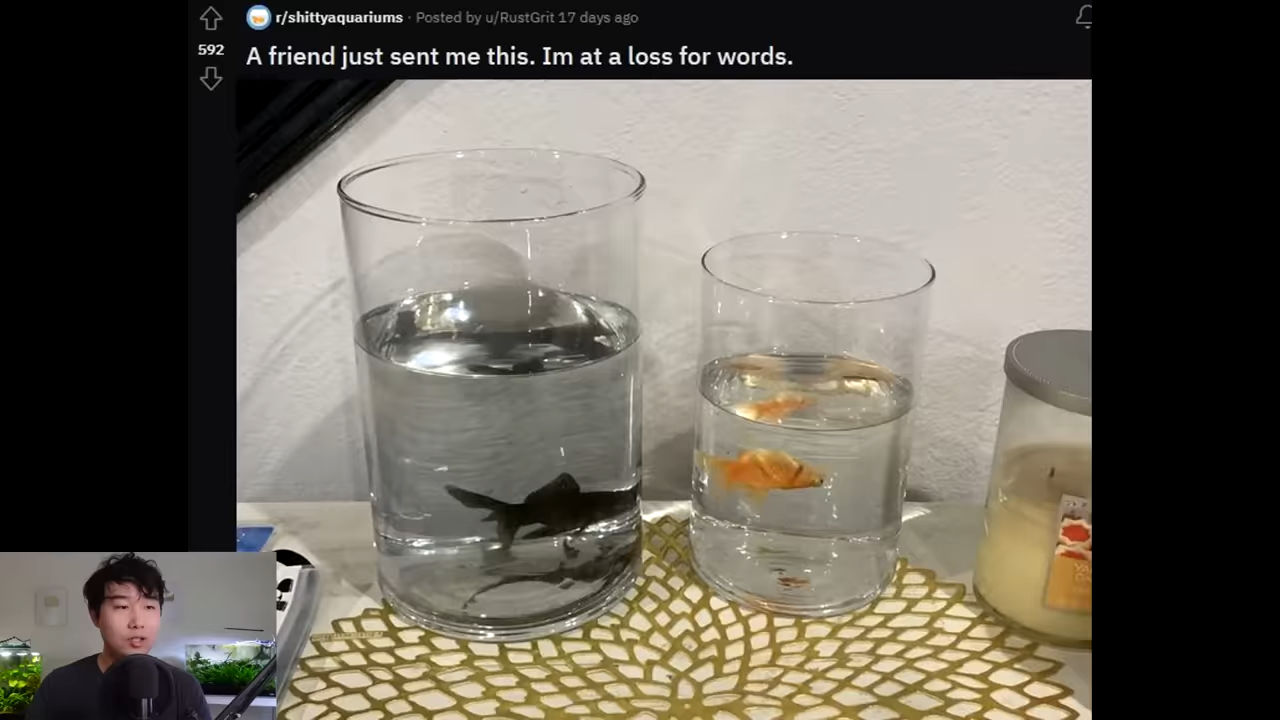 r/shittyaquariums · Posted by u/RustGrit 17 days ago
592
A friend just sent me this. Im at a loss for words.